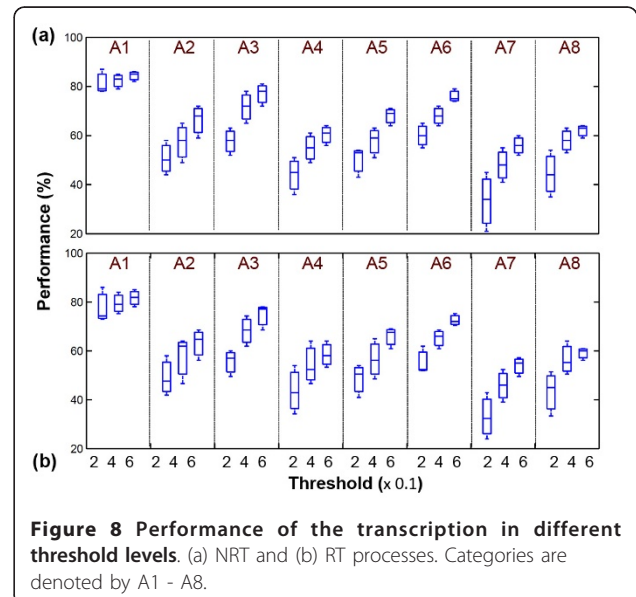 (a)
100
80
60
40
20
A1 A2 A3 A4 A5 A6 A7 A8
Performance (%)
100
80
60
40
20
A1 A2 A3 A4 A5 A6 A7 A8
(b)
2 4 6 2 4 6 2 4 6 2 4 6 2 4 6 2 4 6 2 4 6 2 4 6
Threshold (x 0.1)
Figure 8 Performance of the transcription in different
threshold levels. (a) NRT and (b) RT processes. Categories are
denoted by A1 - A8.